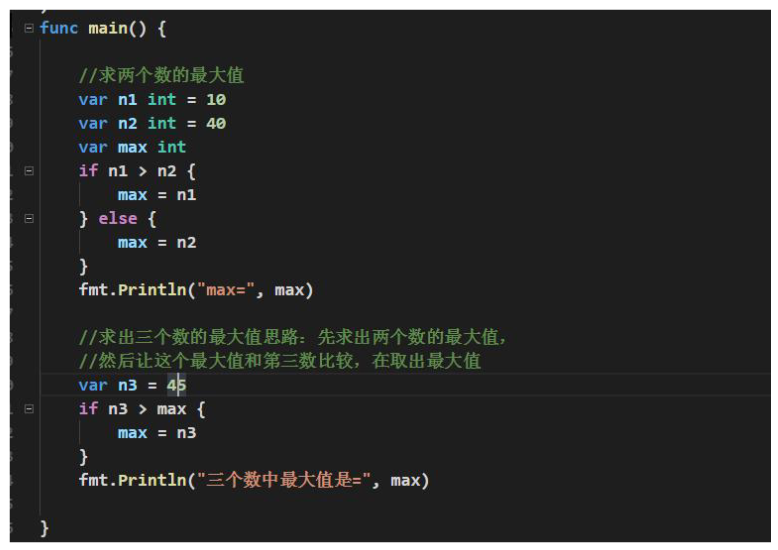 func main() {
//求两个数的最大值
var n1 int = 10
var n2 int = 40
var max int
if n1 > n2 {
max = n1
} else {
max = n2
}
fmt.Println("max=", max)
//求出三个数的最大值思路：先求出两个数的最大值，
//然后让这个最大值和第三数比较，在取出最大值
var n3 = 45
if n3 > max {
max = n3
}
fmt.Println("三个数中最大值是=", max)
}